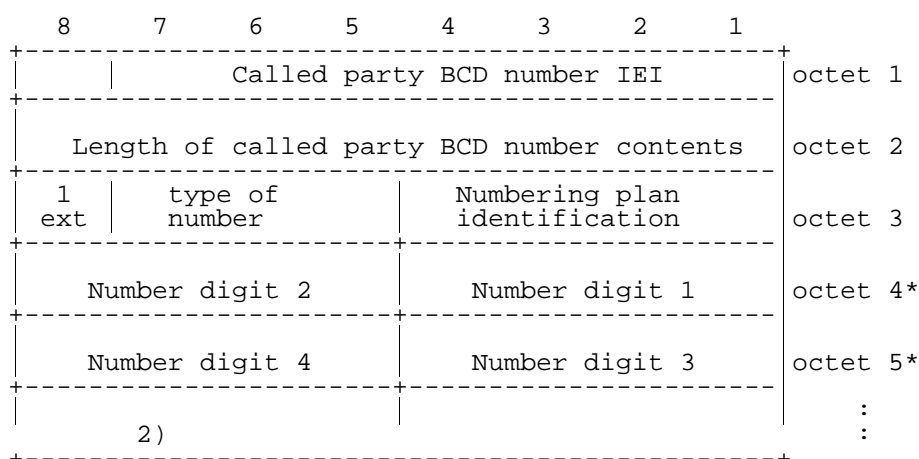 8 7 6 5 4 3 2 1
Called party BCD number IEI octet 1
Length of called party BCD number contents octet 2
1 type of Numbering plan
ext number identification octet 3
Number digit 2 Number digit 1 octet 4*
Number digit 4 Number digit 3 octet 5*
:
2) :